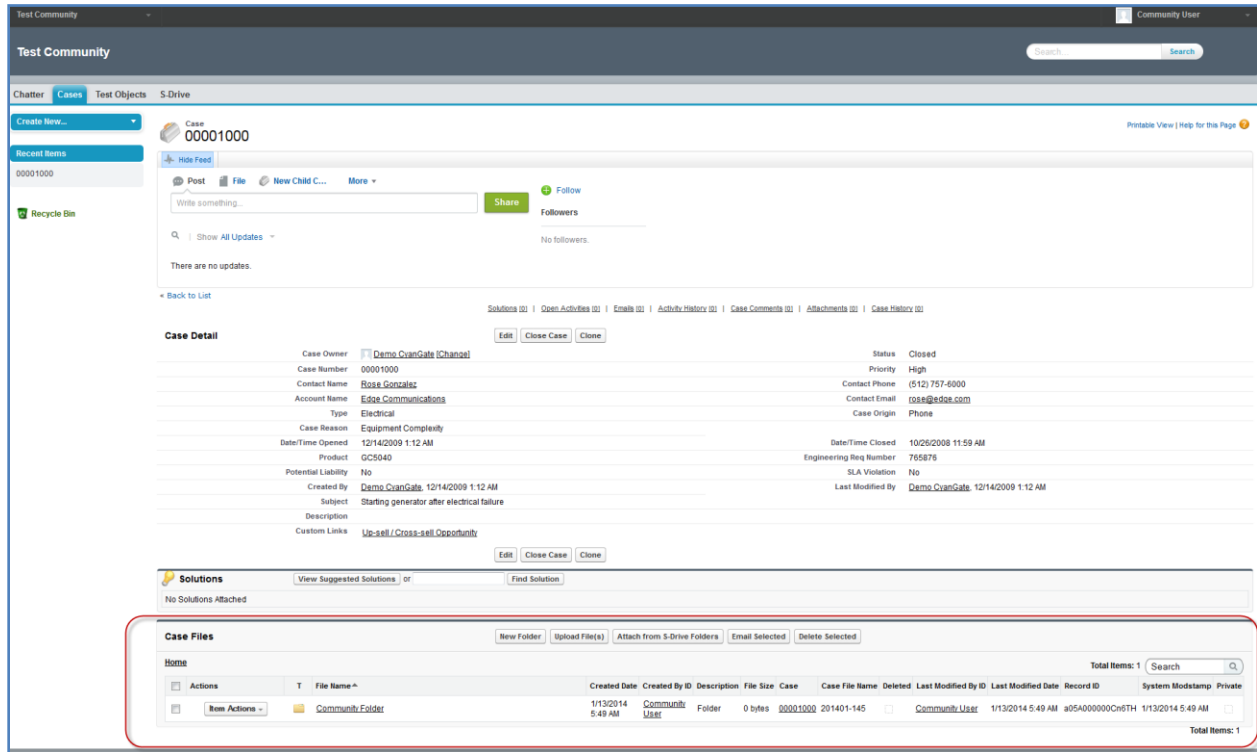 Test Community
Community User
Test Community
Search...
Search
Chatter Cases Test Objects S-Drive
Create New...
Recent Items
00001000
Recycle Bin
Case
00001000
Printable View | Help for this Page
Hide Feed
Post File New Child C... More
Write something...
Share
Follow
Followers
No followers.
Show All Updates
There are no updates.
« Back to List
Solutions [0] | Open Activities [0] | Emails [0] | Activity History [0] | Case Comments [0] | Attachments [0] | Case History [0]
Case Detail Edit Close Case Clone
Case Owner Demo CyanGate [Change] Status Closed
Case Number 00001000 Priority High
Contact Name Rose Gonzalez Contact Phone (512) 757-6000
Account Name Edge Communications Contact Email rose@edge.com
Type Electrical Case Origin Phone
Case Reason Equipment Complexity
Date/Time Opened 12/14/2009 1:12 AM Date/Time Closed 10/26/2008 11:59 AM
Product GC5040 Engineering Req Number 765876
Potential Liability No SLA Violation No
Created By Demo CyanGate, 12/14/2009 1:12 AM Last Modified By Demo CyanGate, 12/14/2009 1:12 AM
Subject Starting generator after electrical failure
Description
Custom Links Up-sell / Cross-sell Opportunity
Edit Close Case Clone
Solutions View Suggested Solutions or Find Solution
No Solutions Attached
Case Files New Folder Upload File(s) Attach from S-Drive Folders Email Selected Delete Selected
Home
Total Items: 1 Search
Actions T File Name Created Date Created By ID Description File Size Case Case File Name Deleted Last Modified By ID Last Modified Date Record ID System Modstamp Private
Item Actions Community Folder 1/13/2014 5:49 AM Community User Folder 0 bytes 00001000 201401-145 Community User 1/13/2014 5:49 AM a05A000000Cn6TH 1/13/2014 5:49 AM
Total Items: 1